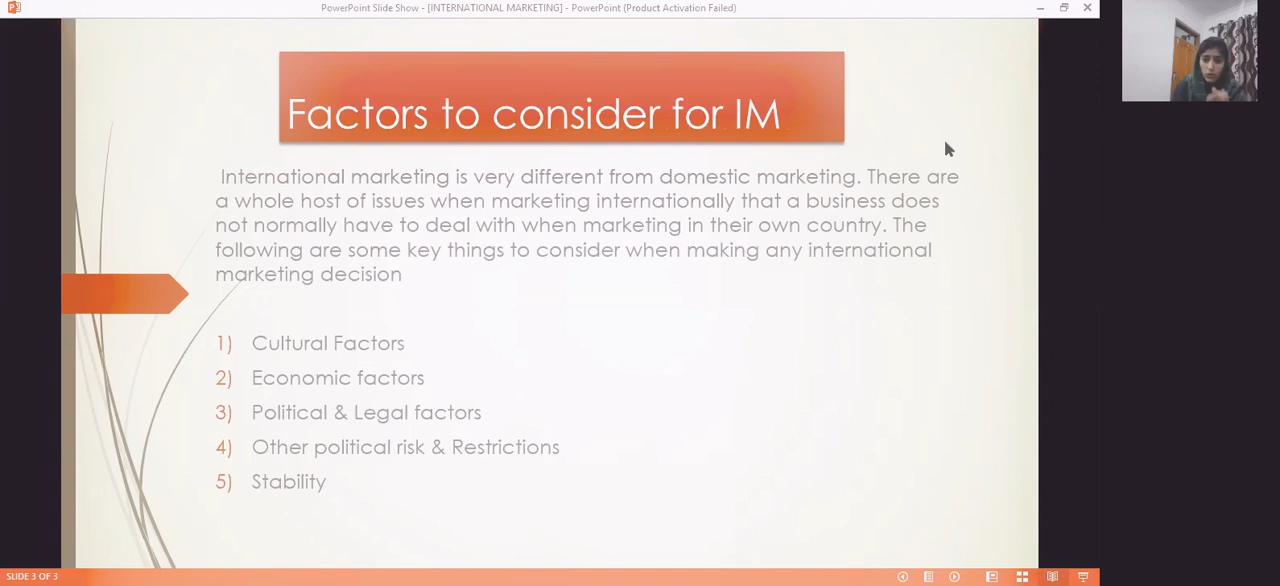 PowerPoint Slide Show - [INTERNATIONAL MARKETING] - PowerPoint (Product Activation Failed)
Factors to consider for IM
International marketing is very different from domestic marketing. There are
a whole host of issues when marketing internationally that a business does
not normally have to deal with when marketing in their own country. The
following are some key things to consider when making any international
marketing decision
1) Cultural Factors
2) Economic factors
3) Political & Legal factors
4) Other political risk & Restrictions
5) Stability
SLIDE 3 OF 3